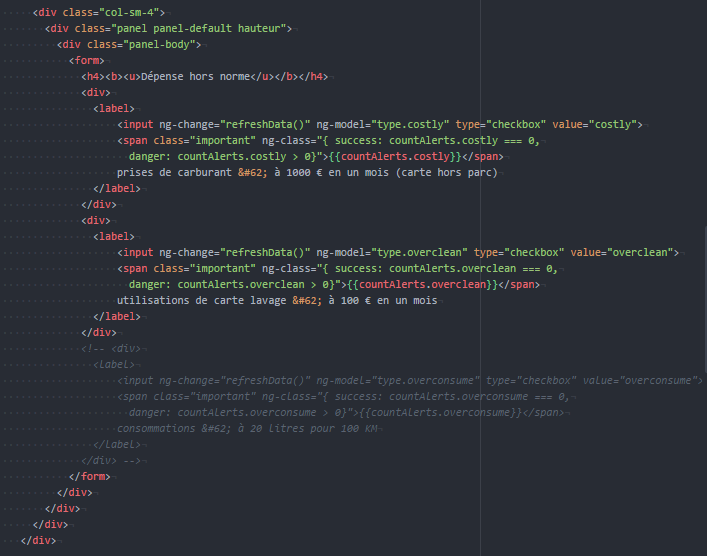 <div class="col-sm-4">
<div class="panel panel-default hauteur">
<div class="panel-body">
<form>
<h4><b><u>Dépense hors norme</u></b></h4>
<div>
<label>
<input ng-change="refreshData()" ng-model="type.costly" type="checkbox" value="costly">
<span class="important" ng-class="{ success: countAlerts.costly === 0,
danger: countAlerts.costly > 0}">{{countAlerts.costly}}</span>
prises de carburant &#62; à 1000 € en un mois (carte hors parc)
</label>
</div>
<div>
<label>
<input ng-change="refreshData()" ng-model="type.overclean" type="checkbox" value="overclean">
<span class="important" ng-class="{ success: countAlerts.overclean === 0,
danger: countAlerts.overclean > 0}">{{countAlerts.overclean}}</span>
utilisations de carte lavage &#62; à 100 € en un mois
</label>
</div>
<!-- <div>
<label>
<input ng-change="refreshData()" ng-model="type.overconsume" type="checkbox" value="overconsume">
<span class="important" ng-class="{ success: countAlerts.overconsume === 0,
danger: countAlerts.overconsume > 0}">{{countAlerts.overconsume}}</span>
consommations &#62; à 20 litres pour 100 KM
</label>
</div> -->
</form>
</div>
</div>
</div>
</div>